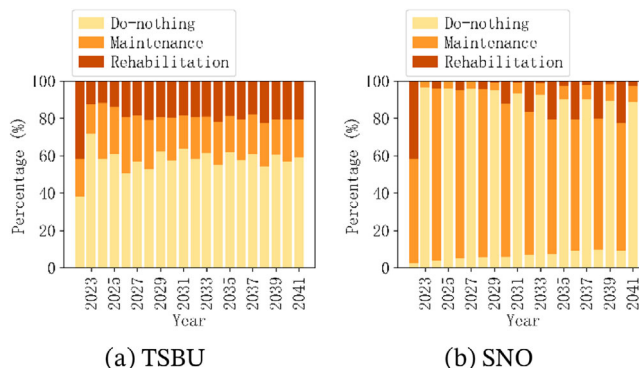 Do-nothing
Maintenance
Rehabilitation
Percentage (%)
100
80
60
40
20
0
2023
2025
2027
2029
2031
2033
2035
2037
2039
2041
Year
(a) TSBU
Do-nothing
Maintenance
Rehabilitation
Percentage (%)
100
80
60
40
20
0
2023
2025
2027
2029
2031
2033
2035
2037
2039
2041
Year
(b) SNO